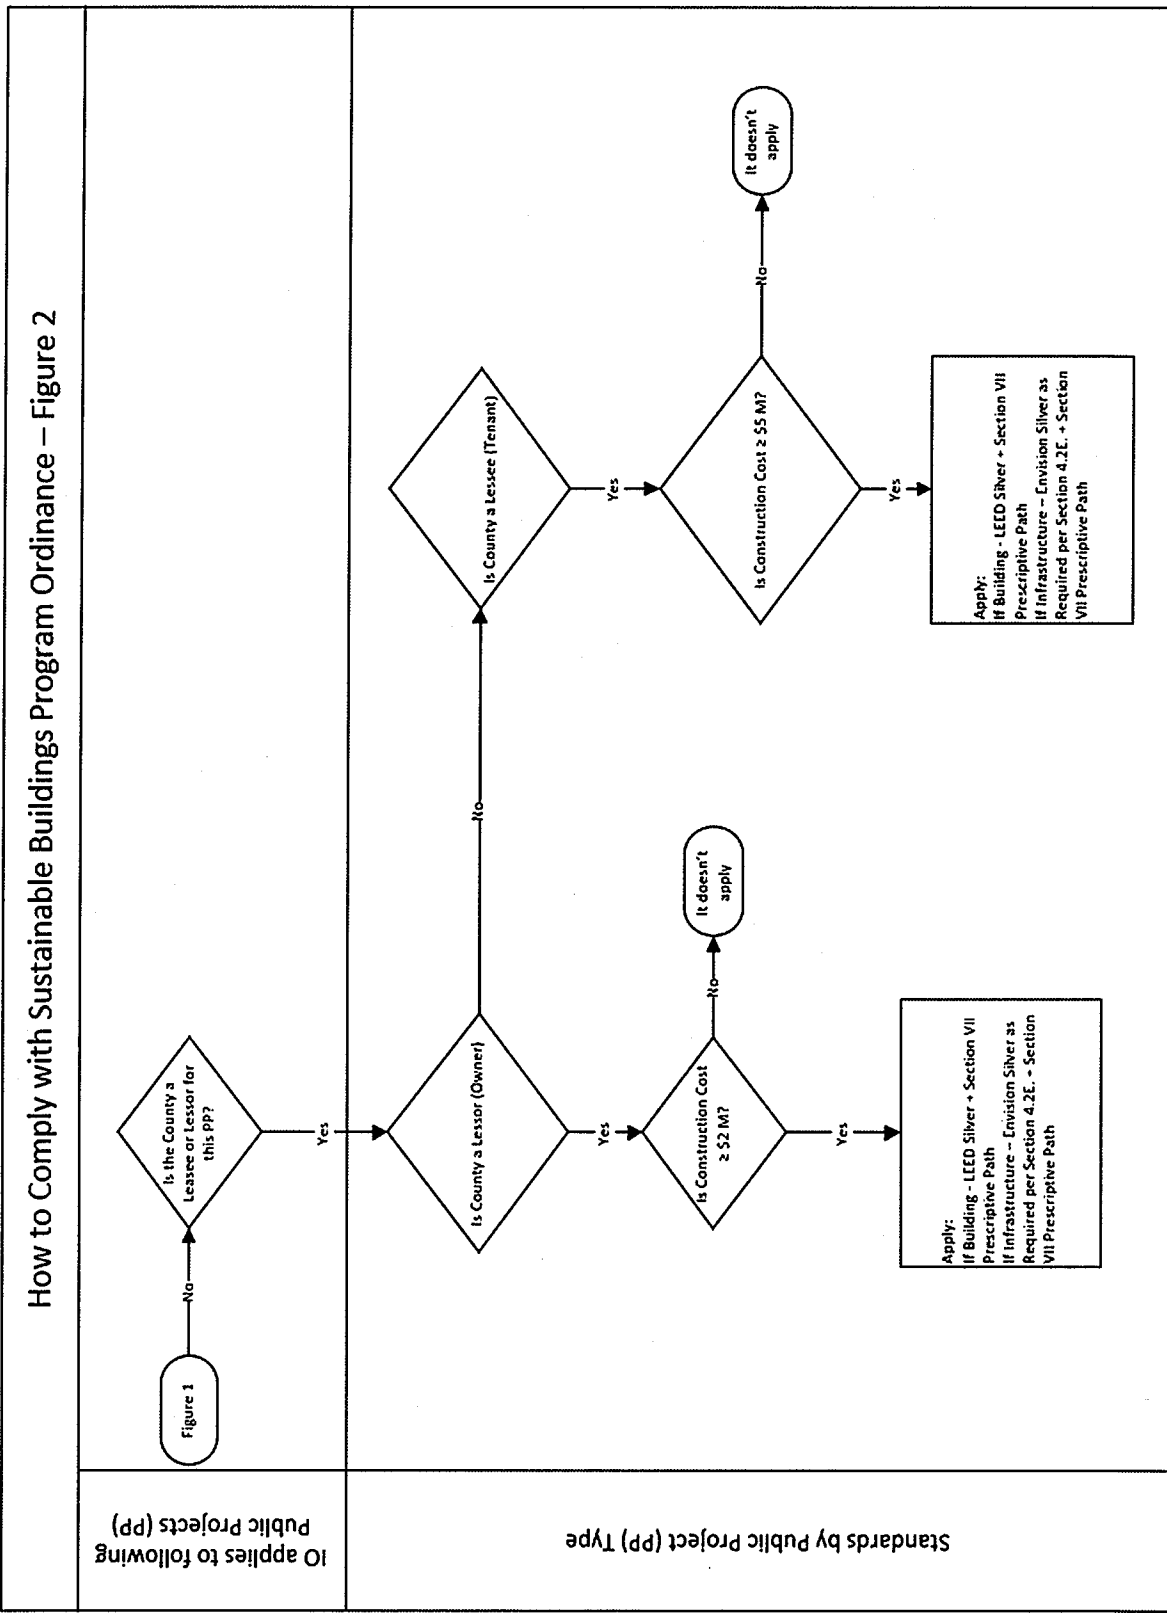 How to Comply with Sustainable Buildings Program Ordinance – Figure 2
IO applies to following
Public Projects (PP)
Figure 1
No
Is the County a
Leasee or Lessor for
this PP?
Yes
Standards by Public Project (PP) Type
Is County a Lessor (Owner)
No
Is County a Lessee (Tenant)
Yes
Is Construction Cost
≥ $2 M?
No
It doesn't
apply
Yes
Apply:
If Building - LEED Silver + Section VII
Prescriptive Path
If Infrastructure – Envision Silver as
Required per Section 4.2E. + Section
VII Prescriptive Path
Yes
Is Construction Cost ≥ $5 M?
No
It doesn't
apply
Yes
Apply:
If Building - LEED Silver + Section VII
Prescriptive Path
If Infrastructure – Envision Silver as
Required per Section 4.2E. + Section
VII Prescriptive Path